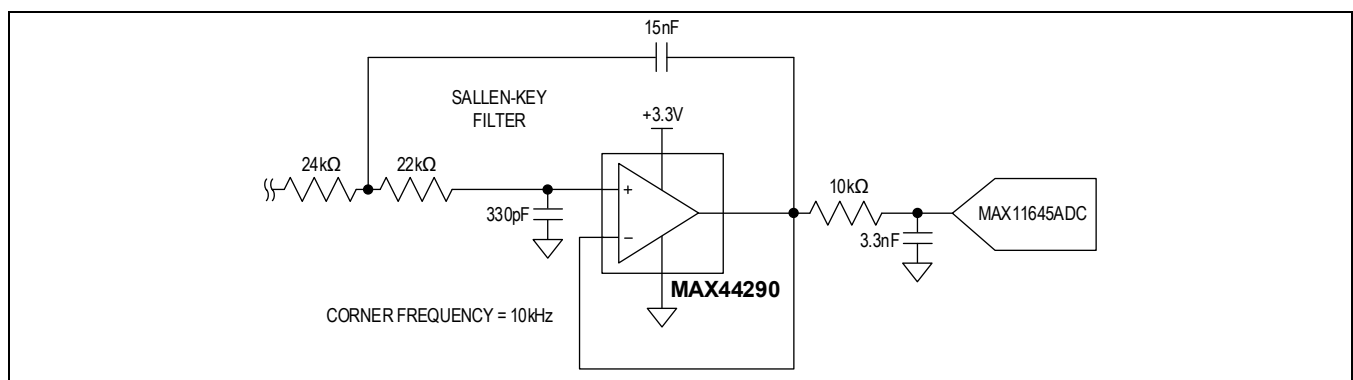 15nF
SALLEN-KEY
FILTER
+3.3V
24kΩ
22kΩ
10kΩ
+
330pF
MAX11645ADC
−
3.3nF
MAX44290
CORNER FREQUENCY = 10kHz